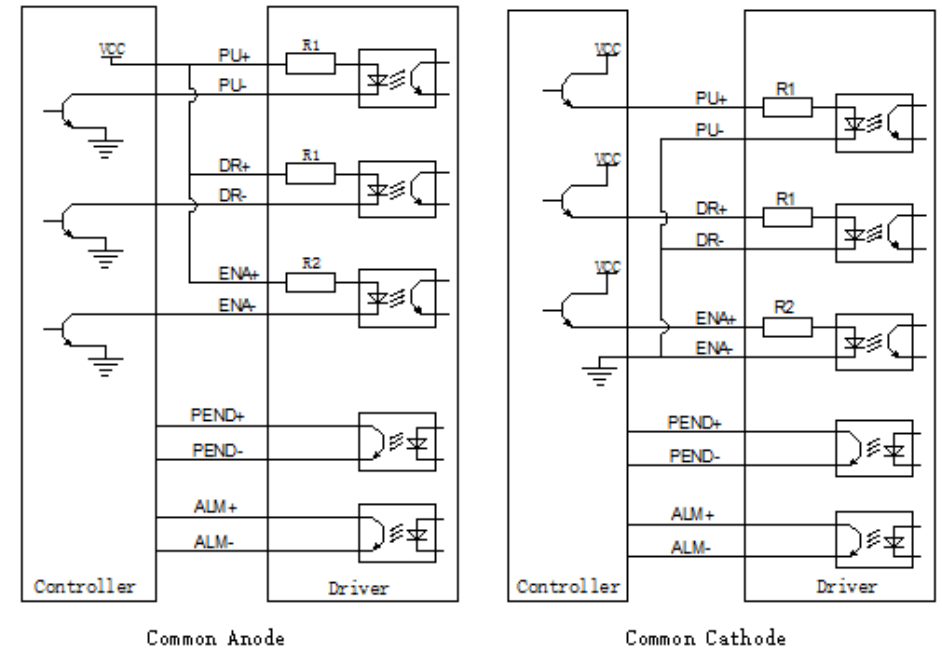 VCC
PU+
R1
PU-
DR+
R1
DR-
ENA+
R2
ENA-
PEND+
PEND-
ALM+
ALM-
Controller
Driver
Common Anode
VCC
PU+
R1
PU-
VCC
DR+
R1
DR-
VCC
ENA+
R2
ENA-
PEND+
PEND-
ALM+
ALM-
Controller
Driver
Common Cathode